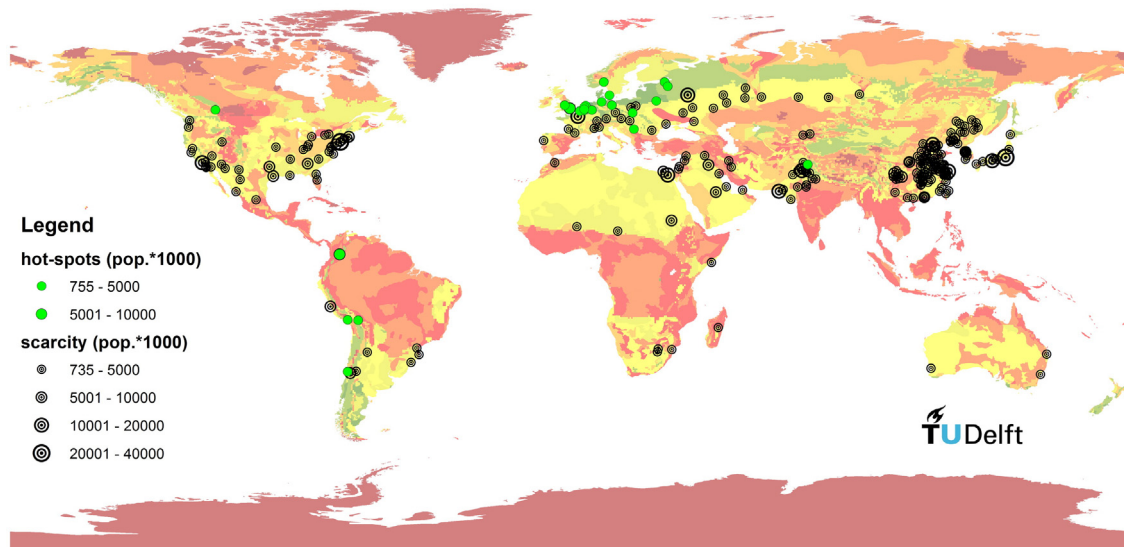 Legend
hot-spots (pop.*1000)
755 - 5000
5001 - 10000
scarcity (pop.*1000)
735 - 5000
5001 - 10000
10001 - 20000
20001 - 40000
TUDelft